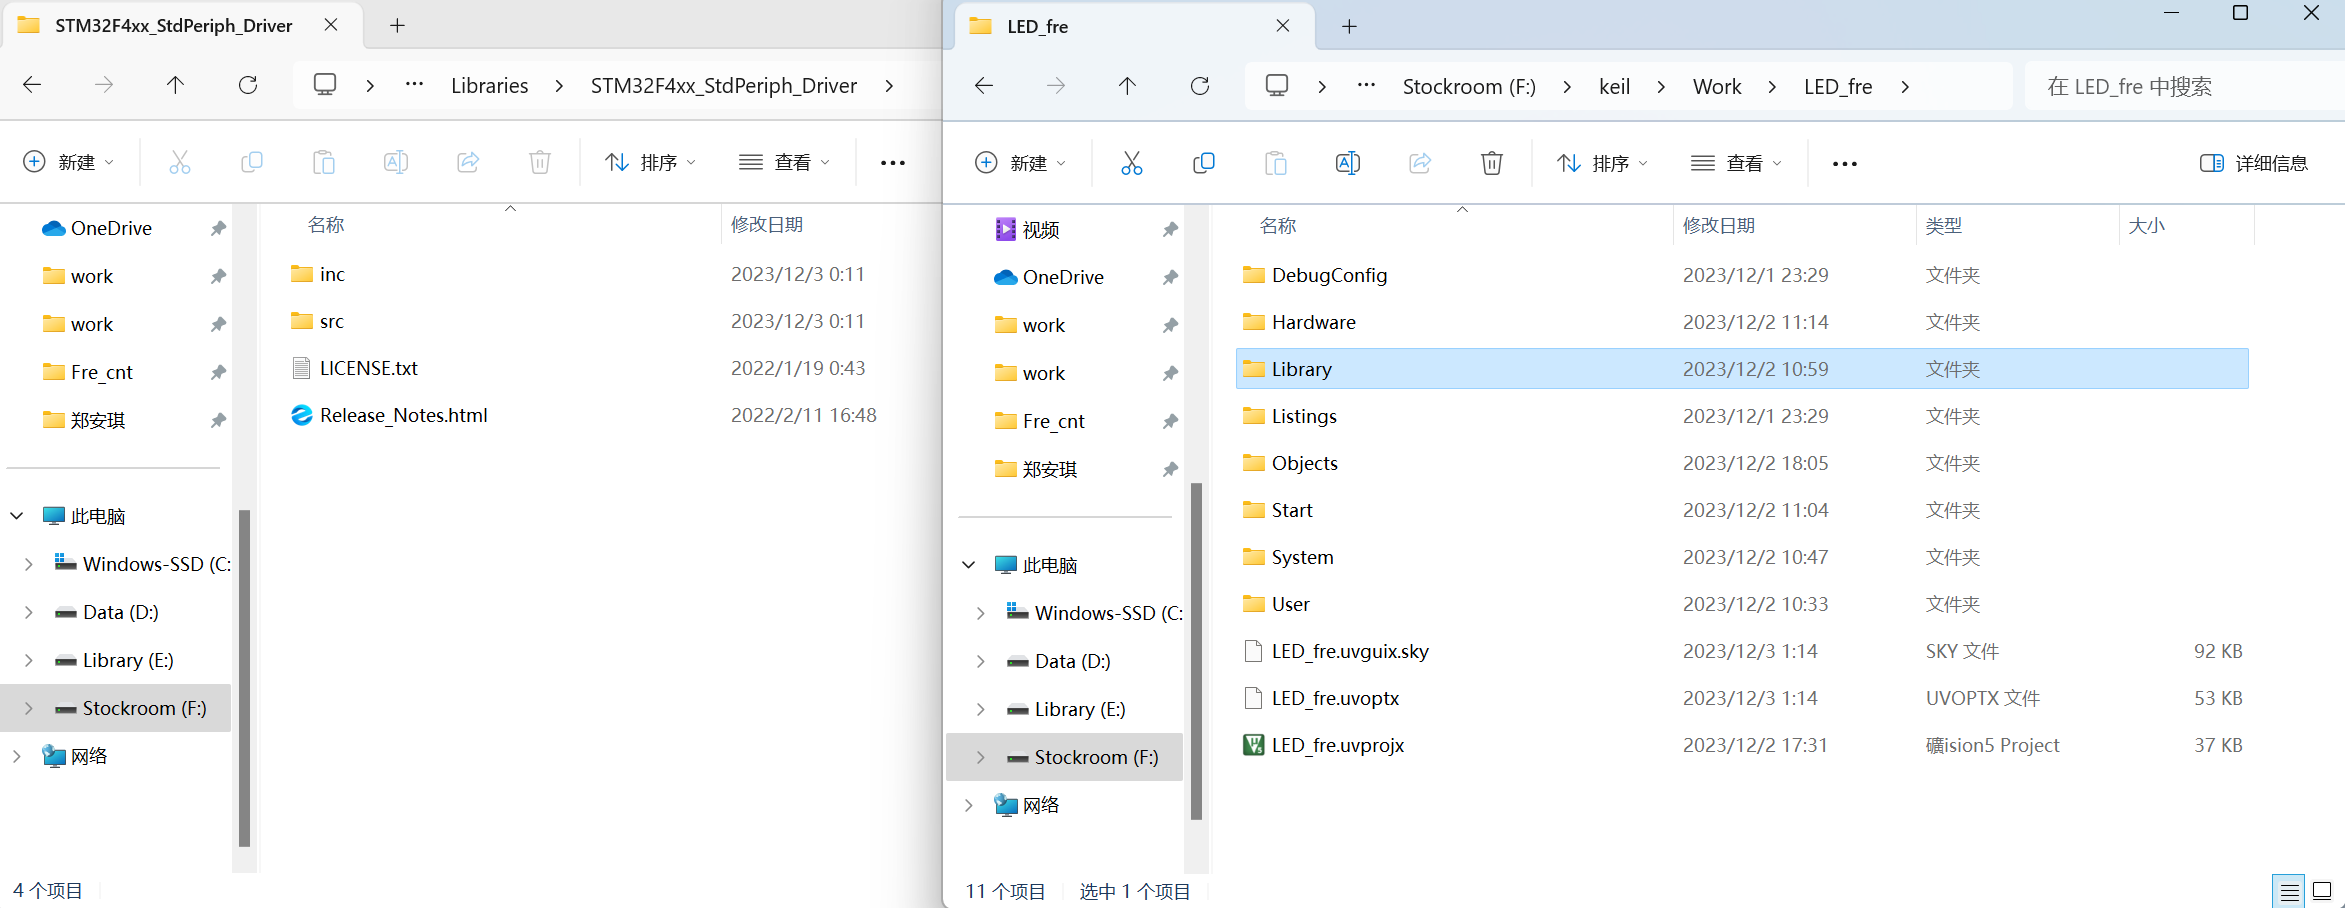 STM32F4xx_StdPeriph_Driver
Libraries > STM32F4xx_StdPeriph_Driver >
新建
排序
查看
OneDrive
work
work
Fre_cnt
郑安琪
此电脑
Windows-SSD (C:
Data (D:)
Library (E:)
Stockroom (F:)
网络
名称 修改日期
inc 2023/12/3 0:11
src 2023/12/3 0:11
LICENSE.txt 2022/1/19 0:43
Release_Notes.html 2022/2/11 16:48
4 个项目
LED_fre
Stockroom (F:) > keil > Work > LED_fre >
在 LED_fre 中搜索
新建
排序
查看
详细信息
视频
OneDrive
work
work
Fre_cnt
郑安琪
此电脑
Windows-SSD (C:
Data (D:)
Library (E:)
Stockroom (F:)
网络
名称 修改日期 类型 大小
DebugConfig 2023/12/1 23:29 文件夹
Hardware 2023/12/2 11:14 文件夹
Library 2023/12/2 10:59 文件夹
Listings 2023/12/1 23:29 文件夹
Objects 2023/12/2 18:05 文件夹
Start 2023/12/2 11:04 文件夹
System 2023/12/2 10:47 文件夹
User 2023/12/2 10:33 文件夹
LED_fre.uvguix.sky 2023/12/3 1:14 SKY 文件 92 KB
LED_fre.uvoptx 2023/12/3 1:14 UVOPTX 文件 53 KB
LED_fre.uvprojx 2023/12/2 17:31 礦ision5 Project 37 KB
11 个项目 选中 1 个项目